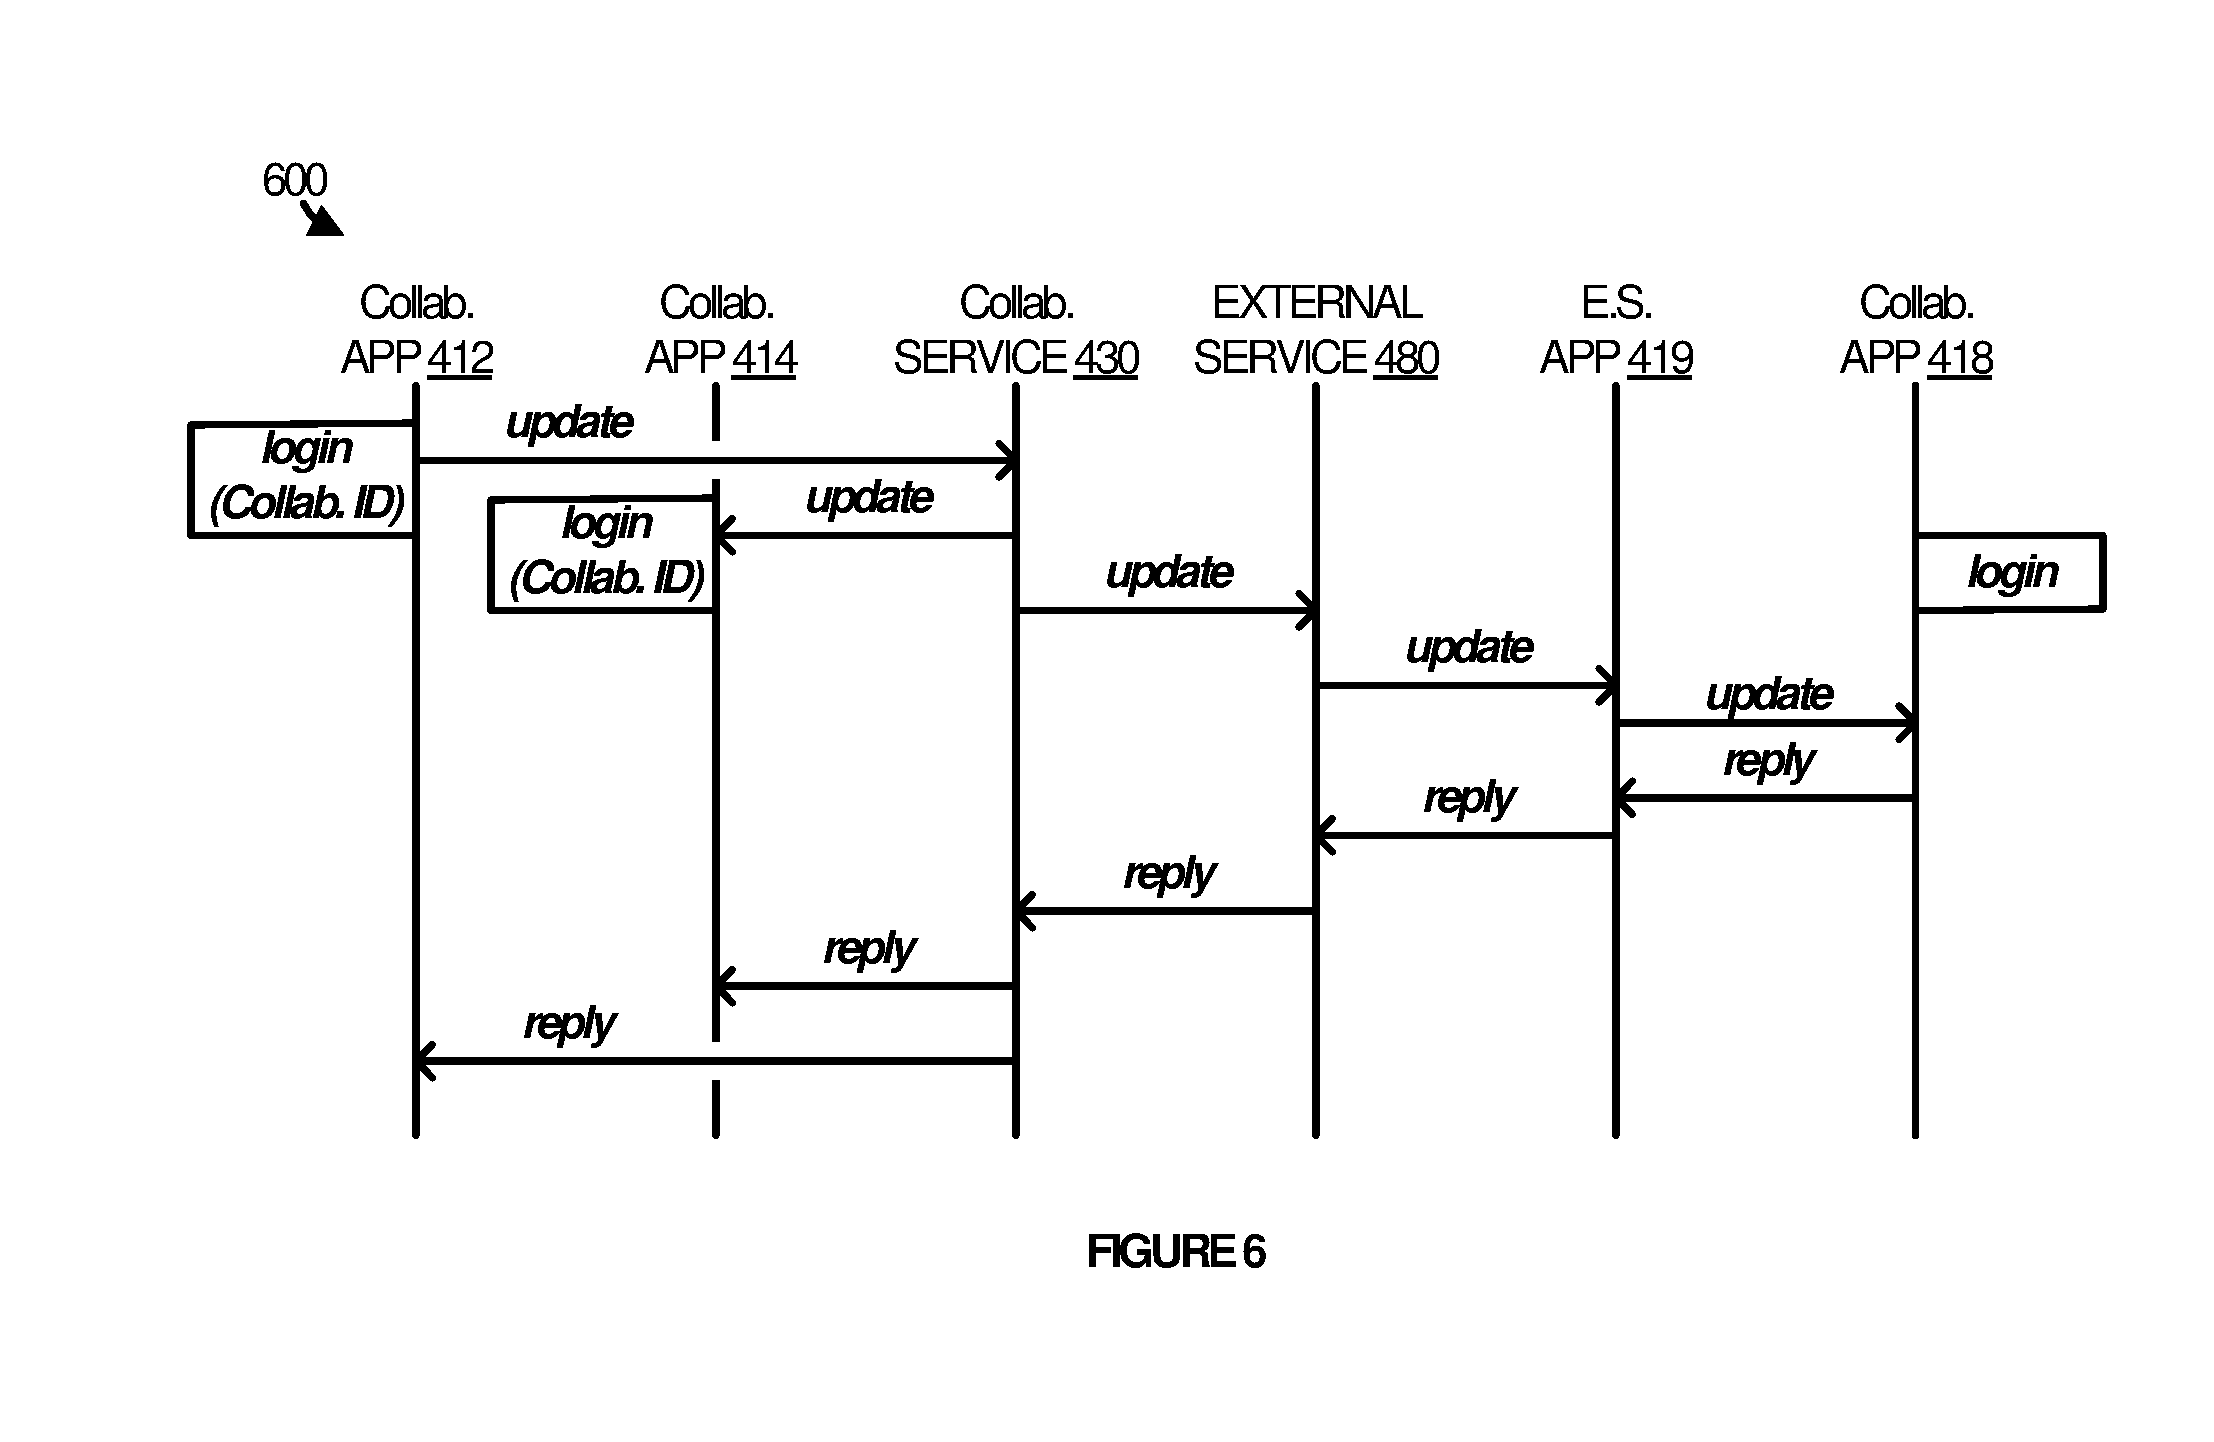 600
Collab.
APP 412
Collab.
APP 414
Collab.
SERVICE 430
EXTERNAL
SERVICE 480
E.S.
APP 419
Collab.
APP 418
update
login
(Collab. ID)
update
login
(Collab. ID)
update
login
update
update
reply
reply
reply
reply
reply
FIGURE 6